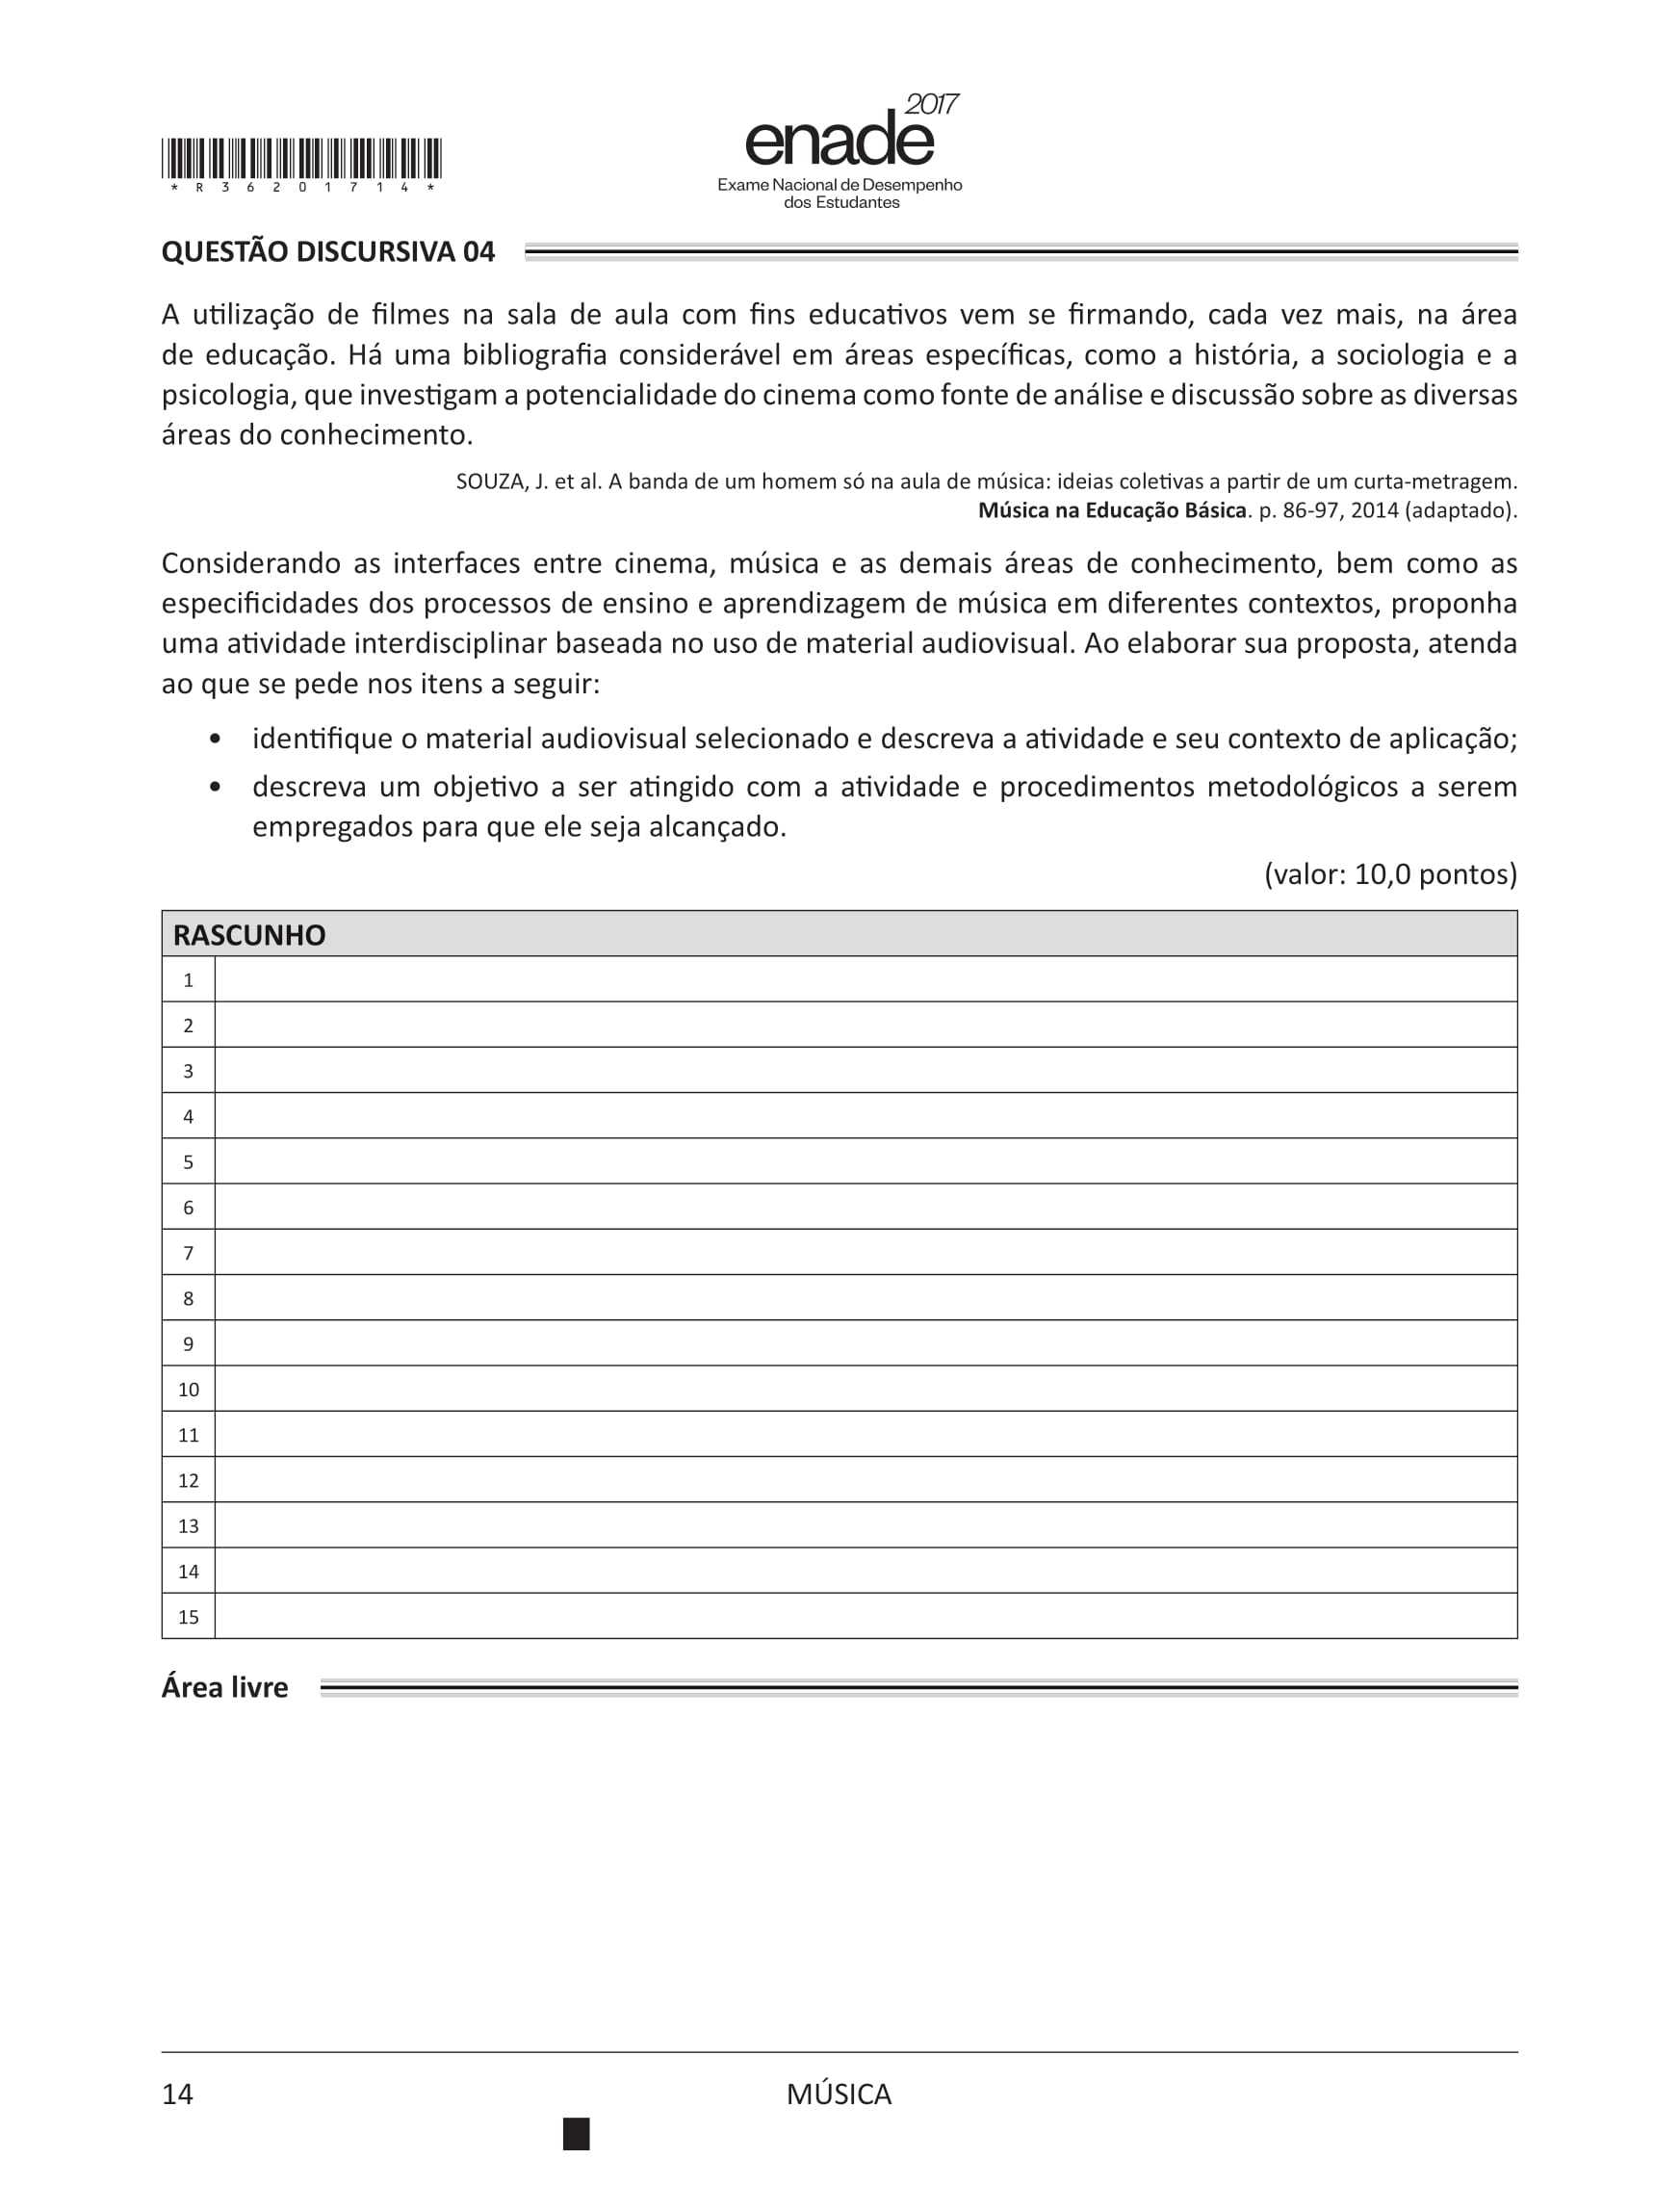 2017
enade
Exame Nacional de Desempenho
dos Estudantes
* R 3 6 2 0 1 7 1 4 *
QUESTÃO DISCURSIVA 04
A utilização de filmes na sala de aula com fins educativos vem se firmando, cada vez mais, na área
de educação. Há uma bibliografia considerável em áreas específicas, como a história, a sociologia e a
psicologia, que investigam a potencialidade do cinema como fonte de análise e discussão sobre as diversas
áreas do conhecimento.
SOUZA, J. et al. A banda de um homem só na aula de música: ideias coletivas a partir de um curta-metragem.
Música na Educação Básica. p. 86-97, 2014 (adaptado).
Considerando as interfaces entre cinema, música e as demais áreas de conhecimento, bem como as
especificidades dos processos de ensino e aprendizagem de música em diferentes contextos, proponha
uma atividade interdisciplinar baseada no uso de material audiovisual. Ao elaborar sua proposta, atenda
ao que se pede nos itens a seguir:
• identifique o material audiovisual selecionado e descreva a atividade e seu contexto de aplicação;
• descreva um objetivo a ser atingido com a atividade e procedimentos metodológicos a serem
empregados para que ele seja alcançado.
(valor: 10,0 pontos)
RASCUNHO
1
2
3
4
5
6
7
8
9
10
11
12
13
14
15
Área livre
14
MÚSICA